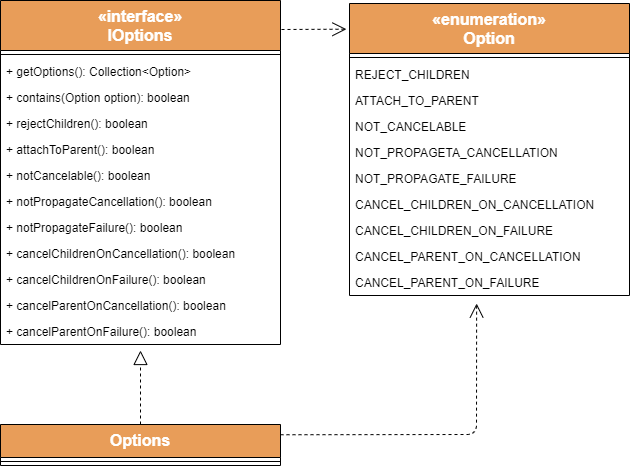 «interface»
IOptions
+ getOptions(): Collection<Option>
+ contains(Option option): boolean
+ rejectChildren(): boolean
+ attachToParent(): boolean
+ notCancelable(): boolean
+ notPropagateCancellation(): boolean
+ notPropagateFailure(): boolean
+ cancelChildrenOnCancellation(): boolean
+ cancelChildrenOnFailure(): boolean
+ cancelParentOnCancellation(): boolean
+ cancelParentOnFailure(): boolean
«enumeration»
Option
REJECT_CHILDREN
ATTACH_TO_PARENT
NOT_CANCELABLE
NOT_PROPAGETA_CANCELLATION
NOT_PROPAGATE_FAILURE
CANCEL_CHILDREN_ON_CANCELLATION
CANCEL_CHILDREN_ON_FAILURE
CANCEL_PARENT_ON_CANCELLATION
CANCEL_PARENT_ON_FAILURE
Options